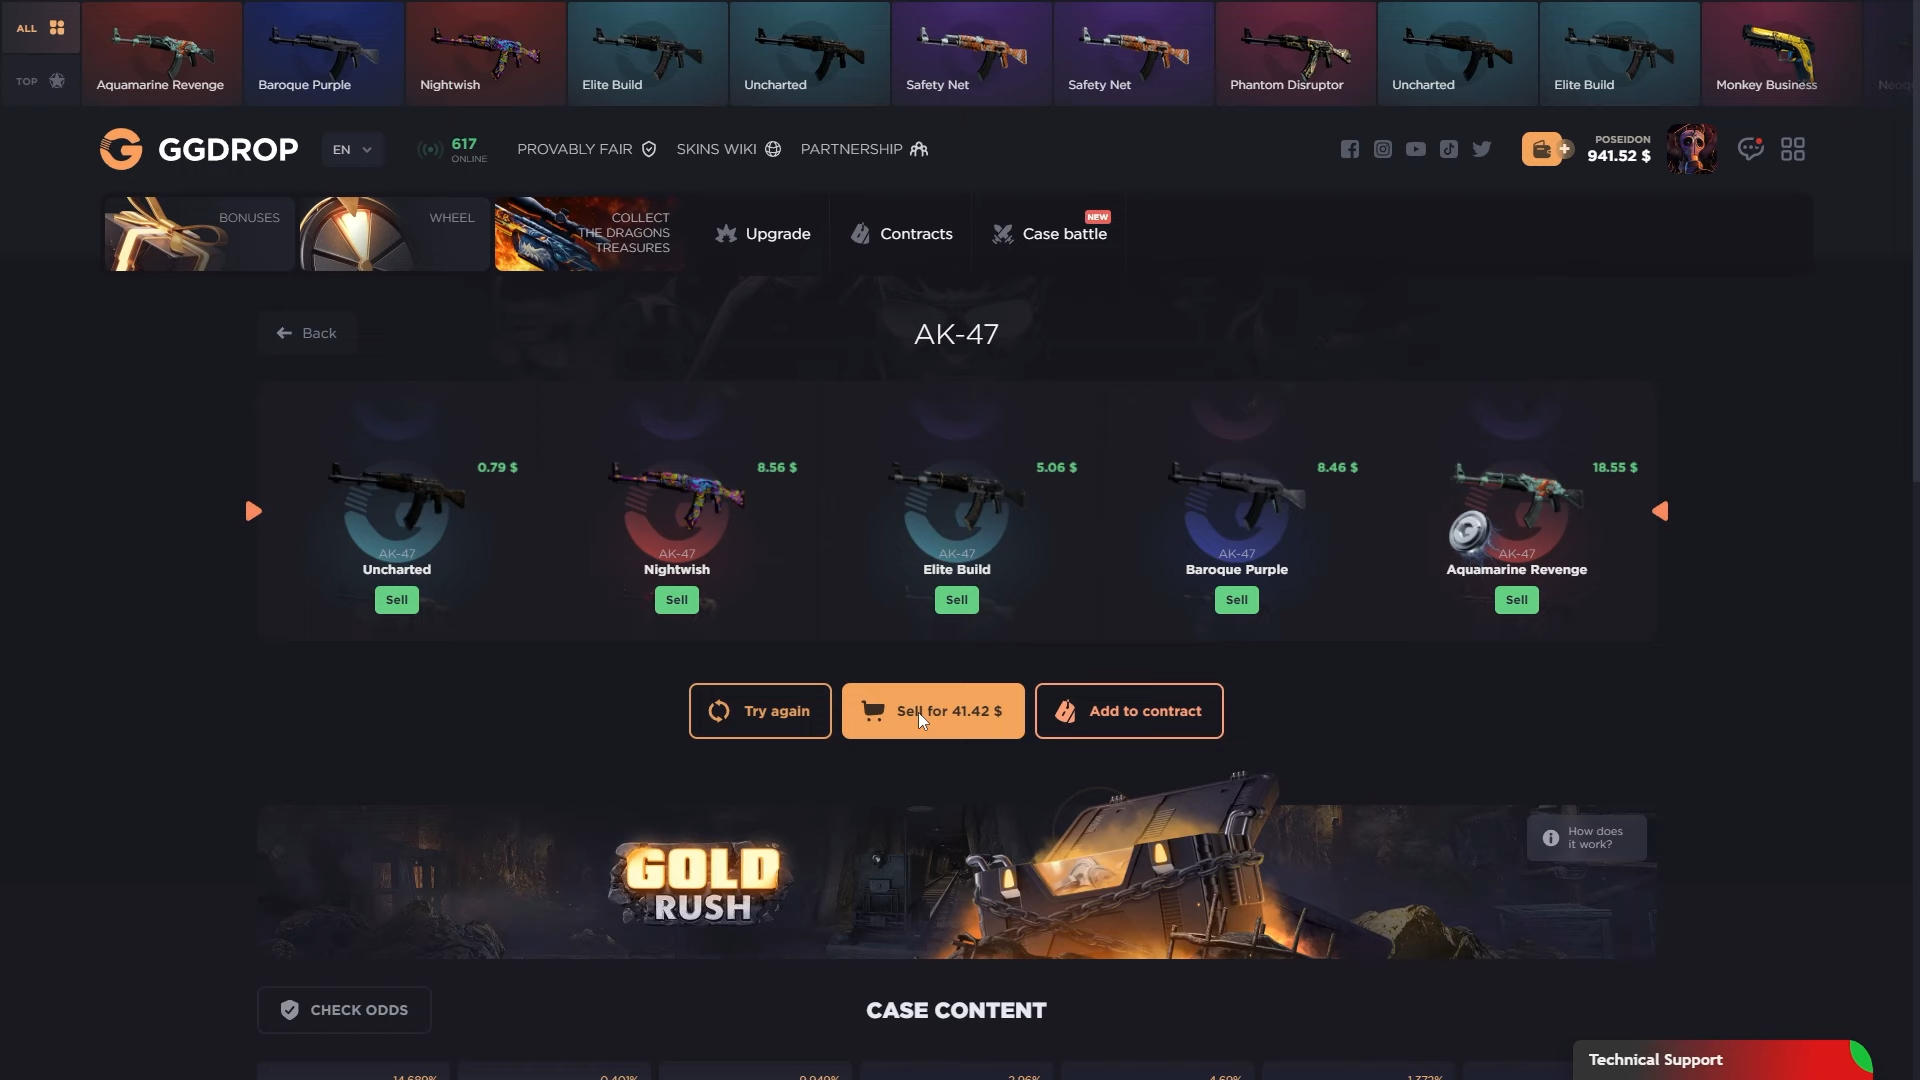 ALL
TOP
Aquamarine Revenge
Baroque Purple
Nightwish
Elite Build
Uncharted
Safety Net
Safety Net
Phantom Disruptor
Uncharted
Elite Build
Monkey Business
GGDROP
EN
617
ONLINE
PROVABLY FAIR
SKINS WIKI
PARTNERSHIP
POSEIDON
941.52 $
BONUSES
WHEEL
COLLECT
THE DRAGONS
TREASURES
Upgrade
Contracts
NEW
Case battle
Back
AK-47
0.79 $
AK-47
Uncharted
Sell
8.56 $
AK-47
Nightwish
Sell
5.06 $
AK-47
Elite Build
Sell
8.46 $
AK-47
Baroque Purple
Sell
18.55 $
AK-47
Aquamarine Revenge
Sell
Try again
Sell for 41.42 $
Add to contract
GOLD
RUSH
How does
it work?
CHECK ODDS
CASE CONTENT
Technical Support